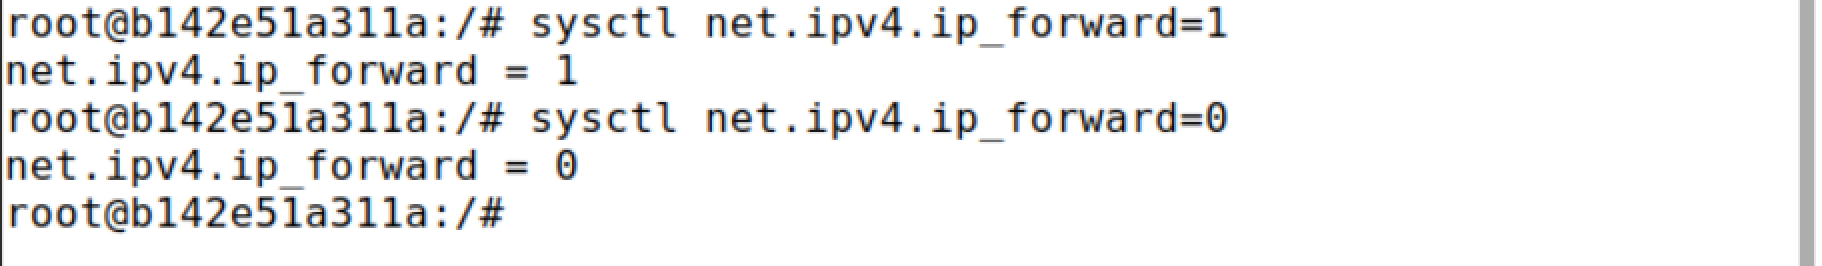 root@b142e51a311a:/# sysctl net.ipv4.ip_forward=1
net.ipv4.ip_forward = 1
root@b142e51a311a:/# sysctl net.ipv4.ip_forward=0
net.ipv4.ip_forward = 0
root@b142e51a311a:/#